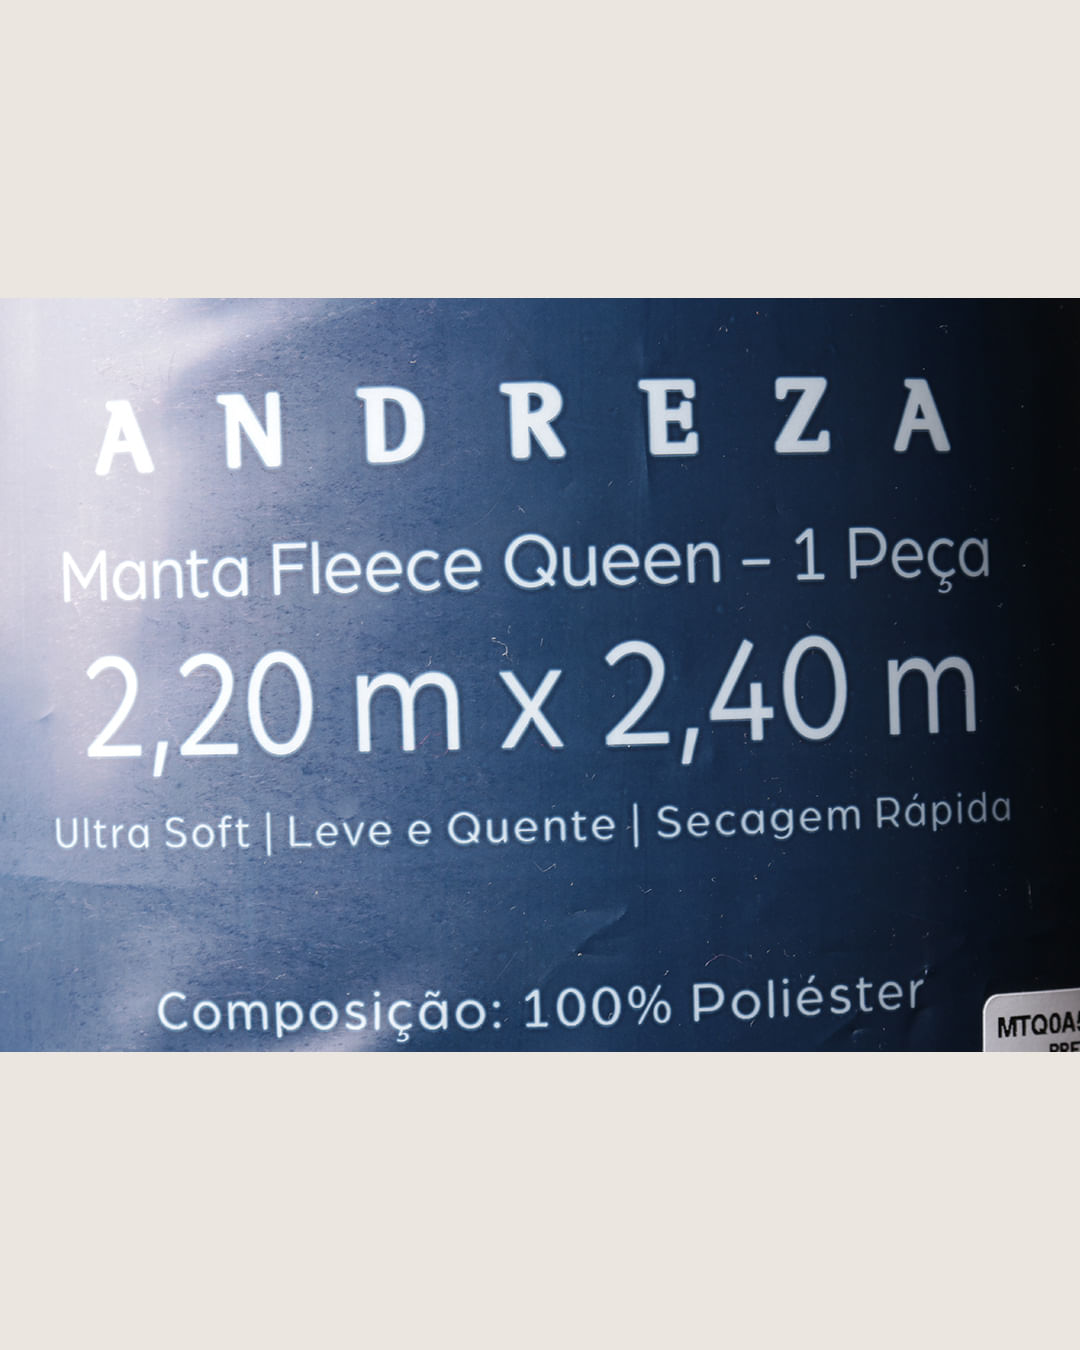 ANDREZA
Manta Fleece Queen – 1 Peça
2,20 m x 2,40 m
Ultra Soft | Leve e Quente | Secagem Rápida
Composição: 100% Poliéster